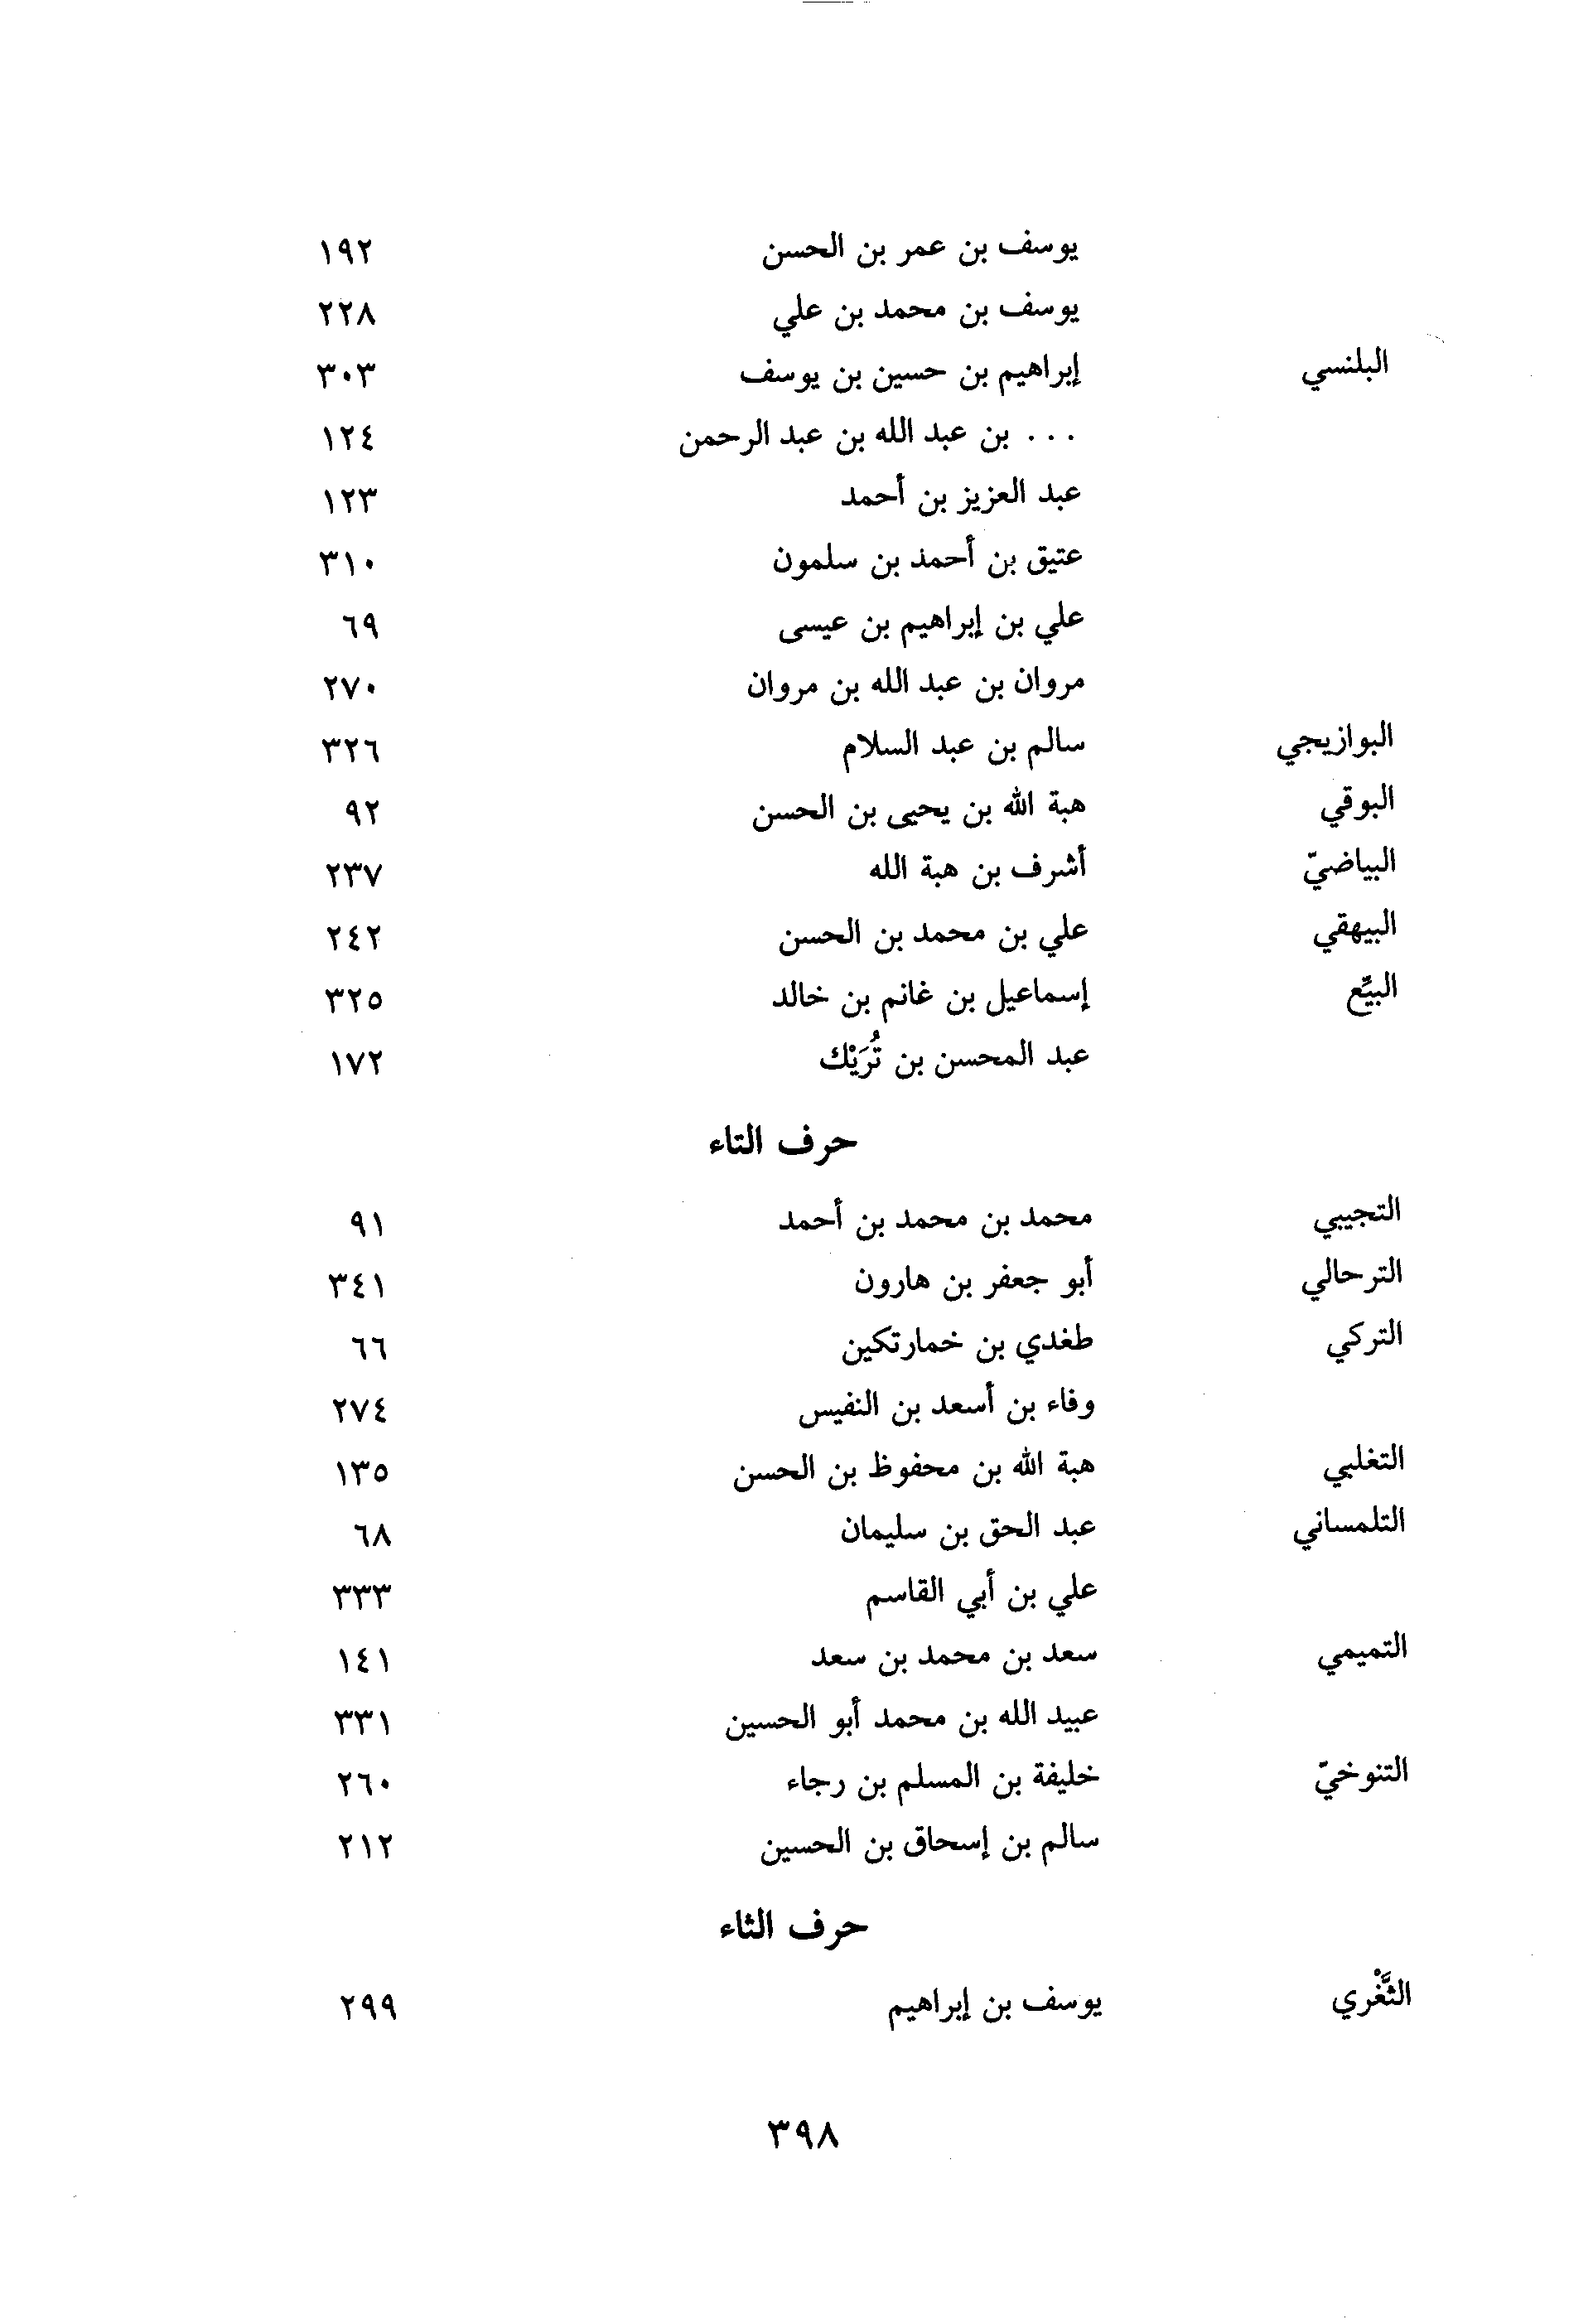 يوسف بن عمر بن الحسن ١٩٢
يوسف بن محمد بن علي ٢٢٨
البلنسي إبراهيم بن حسين بن يوسف ٣٠٣
... بن عبد الله بن عبد الرحمن ١٢٤
عبد العزيز بن أحمد ١٢٣
عتيق بن أحمد بن سلمون ٣١٠
علي بن إبراهيم بن عيسى ٦٩
مروان بن عبد الله بن مروان ٢٧٠
البوازيجي سالم بن عبد السلام ٣٢٦
البوقي هبة الله بن يحيى بن الحسن ٩٢
البياضيّ أشرف بن هبة الله ٢٣٧
البيهقي علي بن محمد بن الحسن ٢٤٢
البيِّع إسماعيل بن غانم بن خالد ٣٢٥
عبد المحسن بن تُرَيْك ١٧٢
حرف التاء
التجيبي محمد بن محمد بن أحمد ٩١
الترحالي أبو جعفر بن هارون ٣٤١
التركي طغدي بن خمارتكين ٦٦
وفاء بن أسعد بن النفيس ٢٧٤
التغلبي هبة الله بن محفوظ بن الحسن ١٣٥
التلمساني عبد الحق بن سليمان ٦٨
علي بن أبي القاسم ٣٣٣
التميمي سعد بن محمد بن سعد ١٤١
عبيد الله بن محمد أبو الحسين ٣٣١
التنوخيّ خليفة بن المسلم بن رجاء ٢٦٠
سالم بن إسحاق بن الحسين ٢١٢
حرف الثاء
الثَّغْري يوسف بن إبراهيم ٢٩٩
٣٩٨